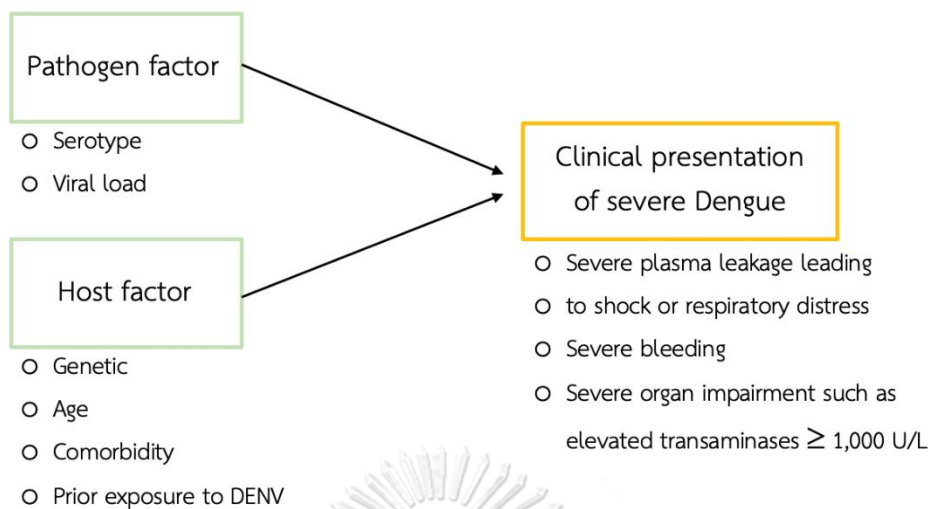 Pathogen factor
○ Serotype
○ Viral load
Host factor
○ Genetic
○ Age
○ Comorbidity
○ Prior exposure to DENV
Clinical presentation
of severe Dengue
○ Severe plasma leakage leading
○ to shock or respiratory distress
○ Severe bleeding
○ Severe organ impairment such as
elevated transaminases ≥ 1,000 U/L